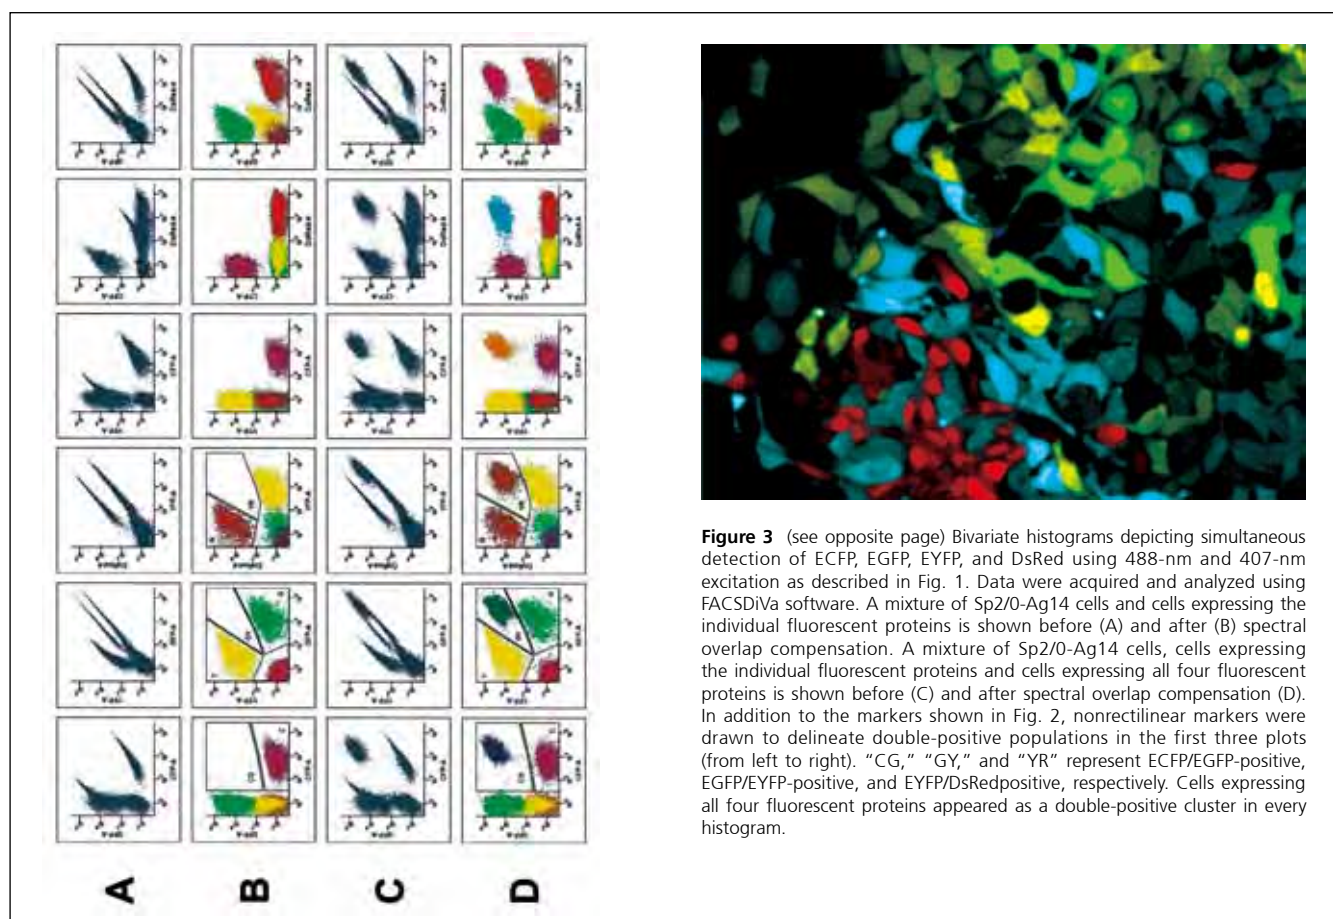 A
B
C
D
Figure 3 (see opposite page) Bivariate histograms depicting simultaneous
detection of ECFP, EGFP, EYFP, and DsRed using 488-nm and 407-nm
excitation as described in Fig. 1. Data were acquired and analyzed using
FACSDiVa software. A mixture of Sp2/0-Ag14 cells and cells expressing the
individual fluorescent proteins is shown before (A) and after (B) spectral
overlap compensation. A mixture of Sp2/0-Ag14 cells, cells expressing
the individual fluorescent proteins and cells expressing all four fluorescent
proteins is shown before (C) and after spectral overlap compensation (D).
In addition to the markers shown in Fig. 2, nonrectilinear markers were
drawn to delineate double-positive populations in the first three plots
(from left to right). “CG,” “GY,” and “YR” represent ECFP/EGFP-positive,
EGFP/EYFP-positive, and EYFP/DsRedpositive, respectively. Cells expressing
all four fluorescent proteins appeared as a double-positive cluster in every
histogram.